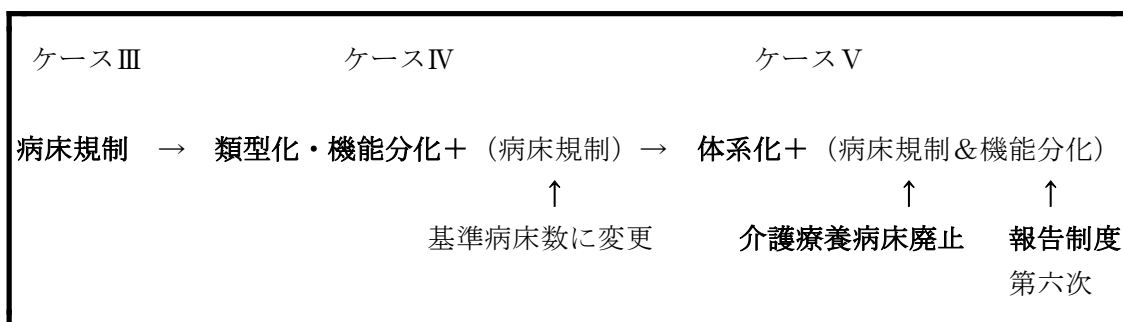 ケースⅢ ケースⅣ ケースⅤ
病床規制 → 類型化・機能分化＋（病床規制）→ 体系化＋（病床規制＆機能分化）
↑ ↑ ↑
基準病床数に変更 介護療養病床廃止 報告制度
第六次